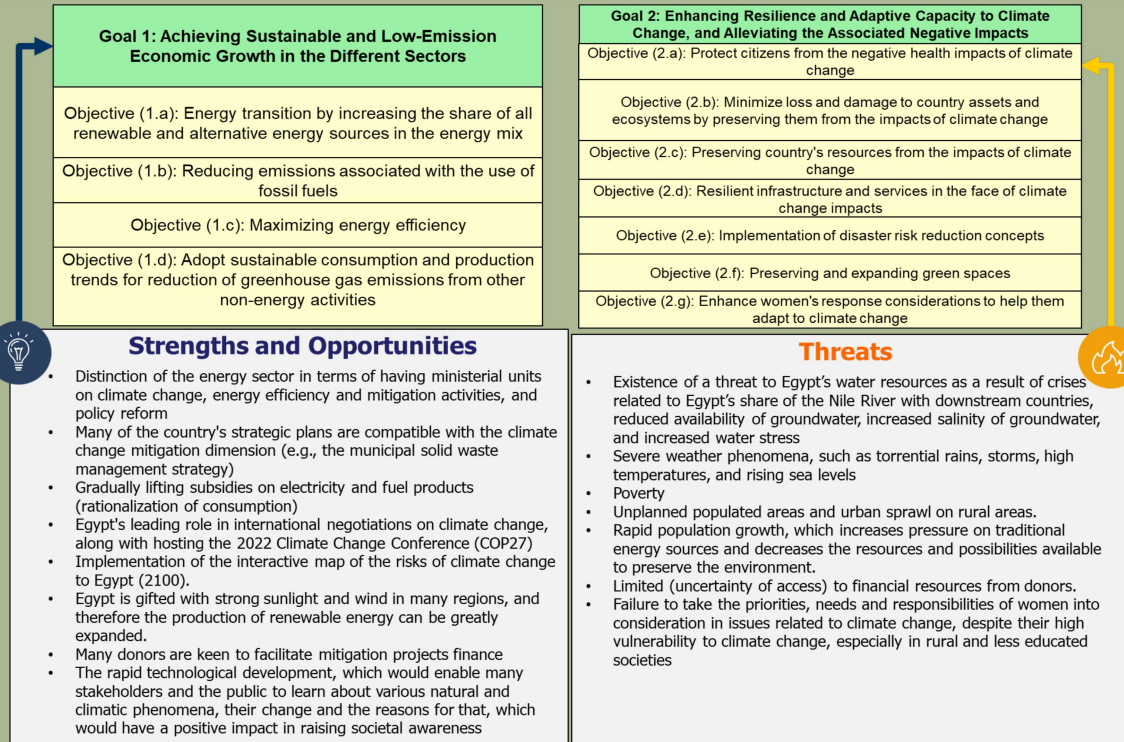 Goal 1: Achieving Sustainable and Low-Emission
Economic Growth in the Different Sectors
Objective (1.a): Energy transition by increasing the share of all
renewable and alternative energy sources in the energy mix
Objective (1.b): Reducing emissions associated with the use of
fossil fuels
Objective (1.c): Maximizing energy efficiency
Objective (1.d): Adopt sustainable consumption and production
trends for reduction of greenhouse gas emissions from other
non-energy activities
Goal 2: Enhancing Resilience and Adaptive Capacity to Climate
Change, and Alleviating the Associated Negative Impacts
Objective (2.a): Protect citizens from the negative health impacts of climate
change
Objective (2.b): Minimize loss and damage to country assets and
ecosystems by preserving them from the impacts of climate change
Objective (2.c): Preserving country's resources from the impacts of climate
change
Objective (2.d): Resilient infrastructure and services in the face of climate
change impacts
Objective (2.e): Implementation of disaster risk reduction concepts
Objective (2.f): Preserving and expanding green spaces
Objective (2.g): Enhance women's response considerations to help them
adapt to climate change
Strengths and Opportunities
• Distinction of the energy sector in terms of having ministerial units
on climate change, energy efficiency and mitigation activities, and
policy reform
• Many of the country's strategic plans are compatible with the climate
change mitigation dimension (e.g., the municipal solid waste
management strategy)
• Gradually lifting subsidies on electricity and fuel products
(rationalization of consumption)
• Egypt's leading role in international negotiations on climate change,
along with hosting the 2022 Climate Change Conference (COP27)
• Implementation of the interactive map of the risks of climate change
to Egypt (2100).
• Egypt is gifted with strong sunlight and wind in many regions, and
therefore the production of renewable energy can be greatly
expanded.
• Many donors are keen to facilitate mitigation projects finance
• The rapid technological development, which would enable many
stakeholders and the public to learn about various natural and
climatic phenomena, their change and the reasons for that, which
would have a positive impact in raising societal awareness
Threats
• Existence of a threat to Egypt's water resources as a result of crises
related to Egypt's share of the Nile River with downstream countries,
reduced availability of groundwater, increased salinity of groundwater,
and increased water stress
• Severe weather phenomena, such as torrential rains, storms, high
temperatures, and rising sea levels
• Poverty
• Unplanned populated areas and urban sprawl on rural areas.
• Rapid population growth, which increases pressure on traditional
energy sources and decreases the resources and possibilities available
to preserve the environment.
• Limited (uncertainty of access) to financial resources from donors.
• Failure to take the priorities, needs and responsibilities of women into
consideration in issues related to climate change, despite their high
vulnerability to climate change, especially in rural and less educated
societies